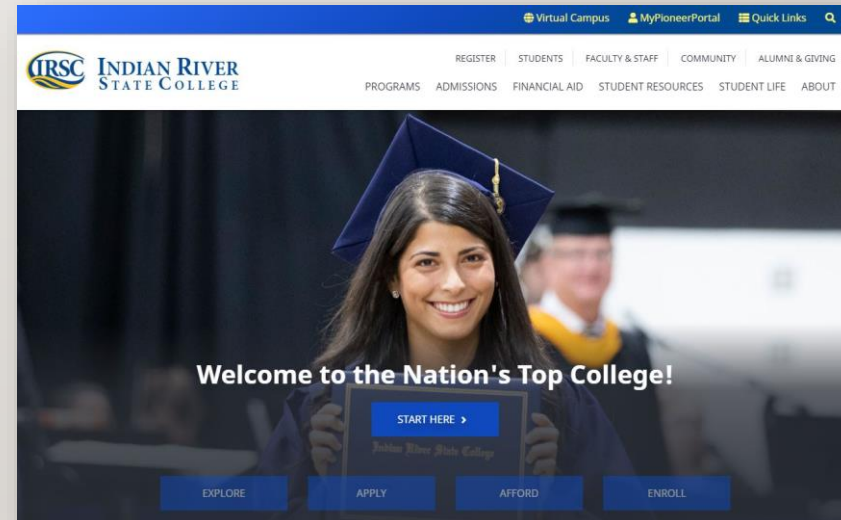 Virtual Campus MyPioneerPortal Quick Links
IRSC INDIAN RIVER STATE COLLEGE
REGISTER STUDENTS FACULTY & STAFF COMMUNITY ALUMNI & GIVING
PROGRAMS ADMISSIONS FINANCIAL AID STUDENT RESOURCES STUDENT LIFE ABOUT
Welcome to the Nation's Top College!
START HERE >
Indian River State College
EXPLORE APPLY AFFORD ENROLL